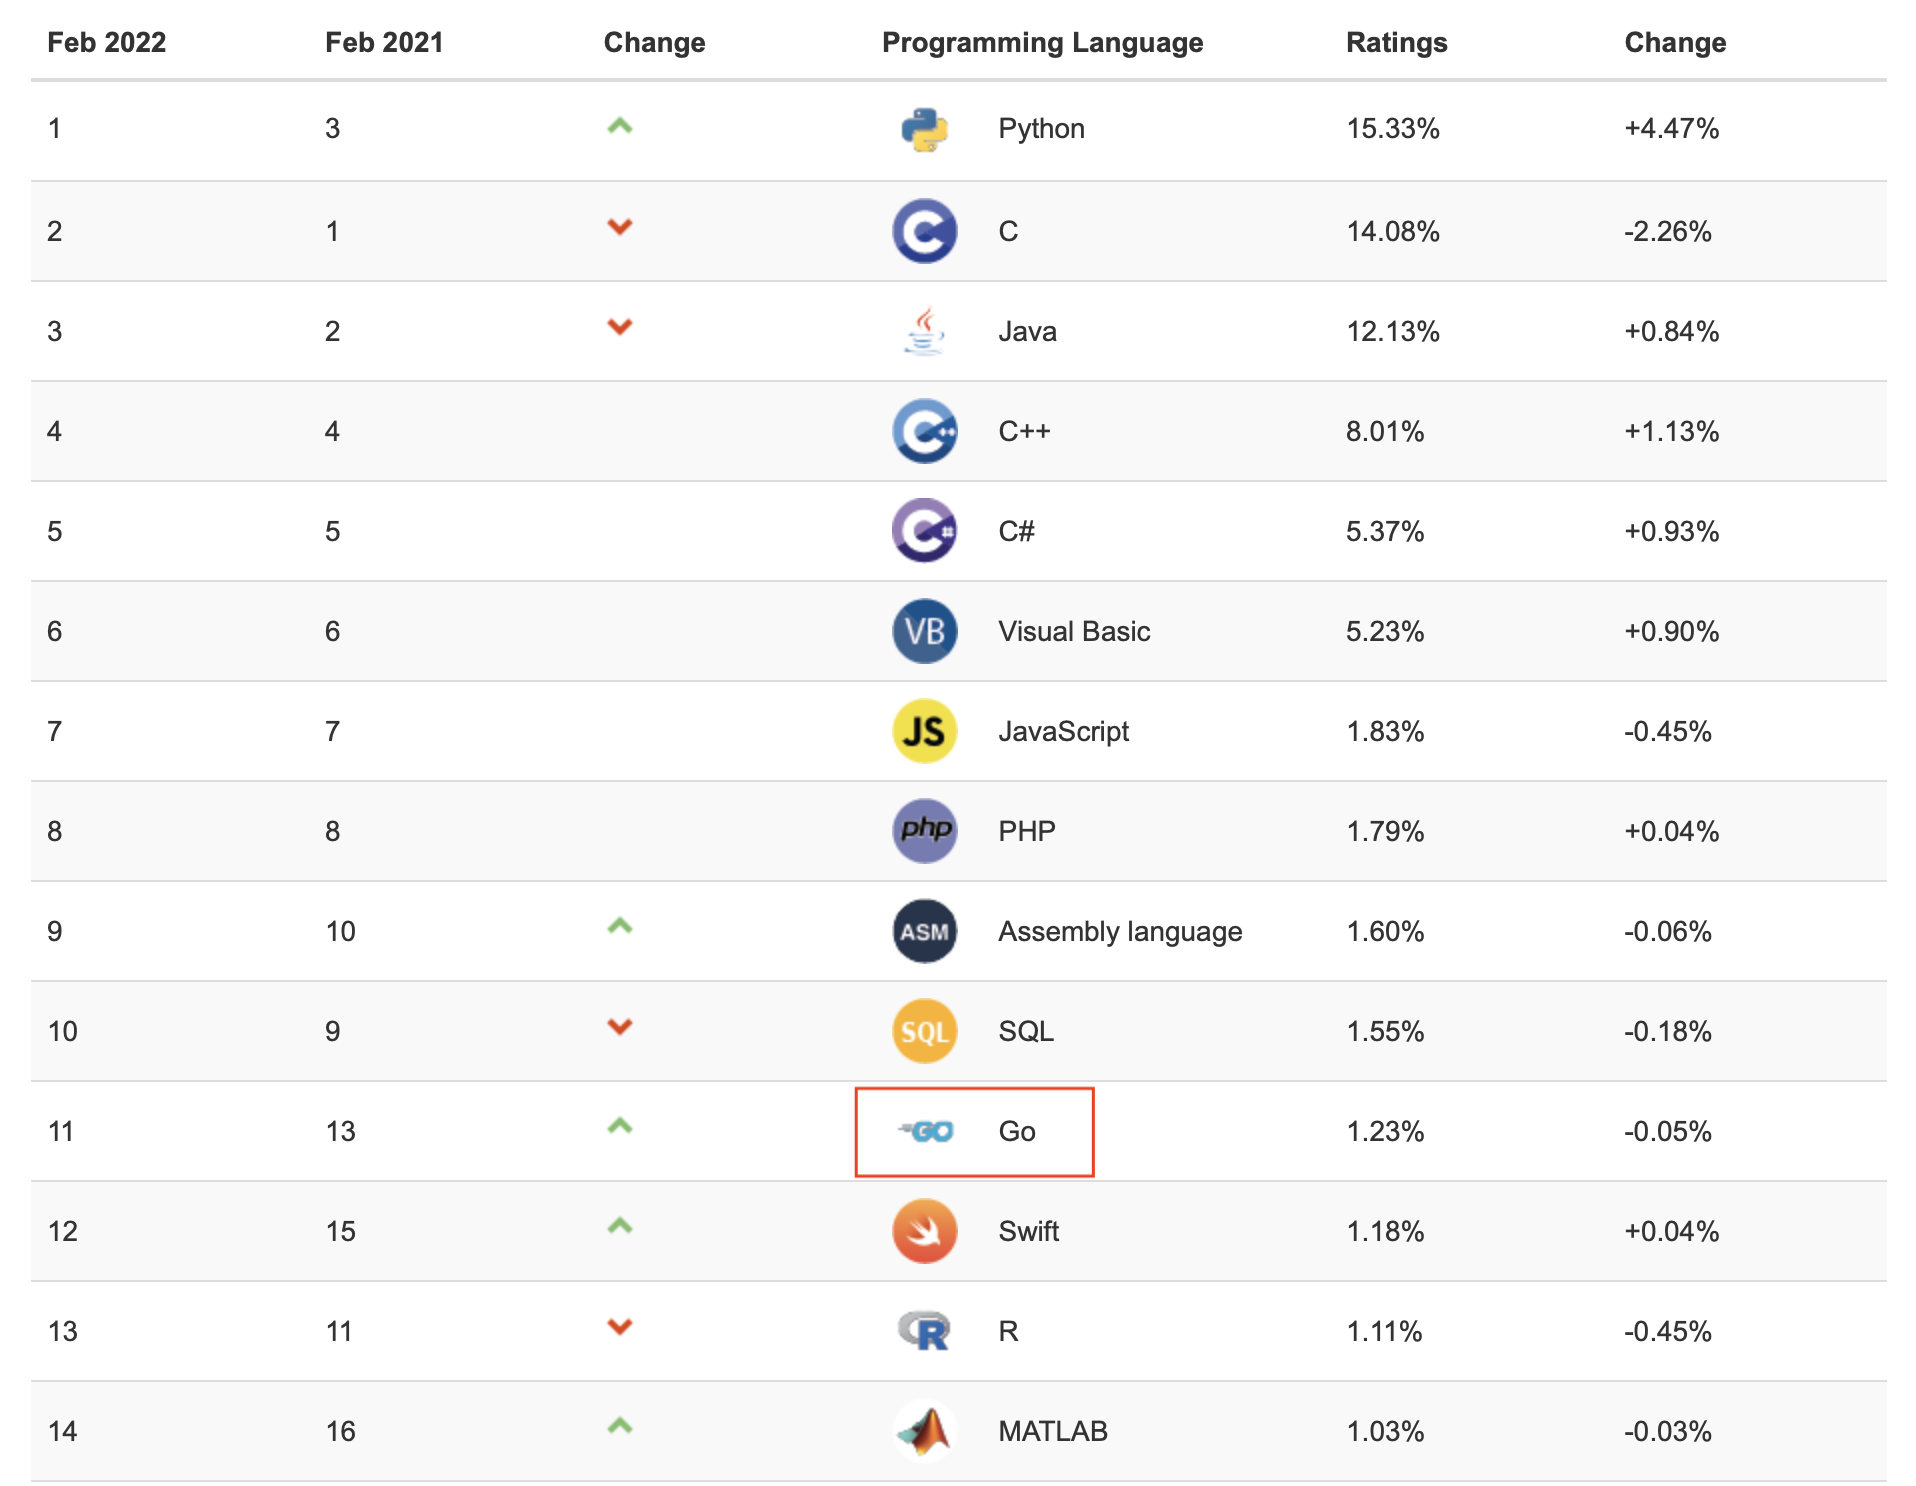 Feb 2022 Feb 2021 Change Programming Language Ratings Change
1 3 Python 15.33% +4.47%
2 1 C 14.08% -2.26%
3 2 Java 12.13% +0.84%
4 4 C++ 8.01% +1.13%
5 5 C# 5.37% +0.93%
6 6 VB Visual Basic 5.23% +0.90%
7 7 JS JavaScript 1.83% -0.45%
8 8 php PHP 1.79% +0.04%
9 10 ASM Assembly language 1.60% -0.06%
10 9 SQL SQL 1.55% -0.18%
11 13 GO Go 1.23% -0.05%
12 15 Swift 1.18% +0.04%
13 11 R R 1.11% -0.45%
14 16 MATLAB 1.03% -0.03%